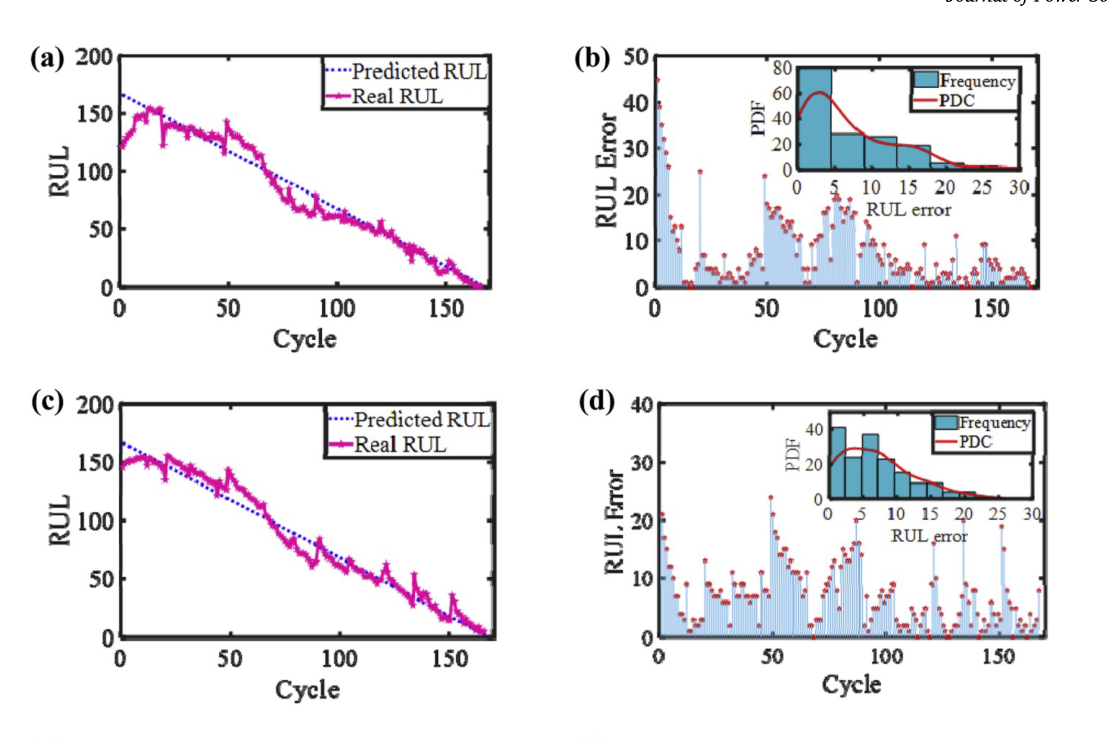 (a)
200
150
100
50
0
RUL
Predicted RUL
Real RUL
0 50 100 150
Cycle
(b)
50
40
30
20
10
0
RUL Error
80
60
40
20
0
PDF
Frequency
PDC
0 5 10 15 20 25 30
RUL error
0 50 100 150
Cycle
(c)
200
150
100
50
0
RUL
Predicted RUL
Real RUL
0 50 100 150
Cycle
(d)
40
30
20
10
0
RUL Error
40
20
0
PDF
Frequency
PDC
0 5 10 15 20 25 30
RUL error
0 50 100 150
Cycle